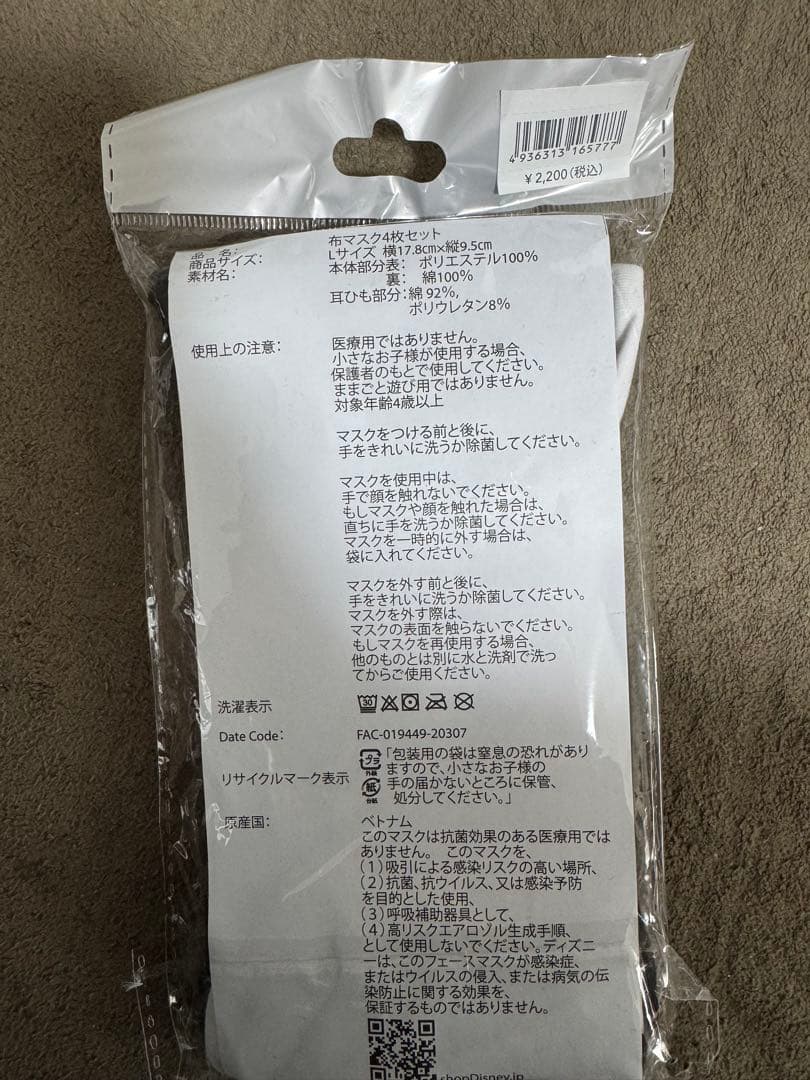 4 936313 165777
¥2,200(税込)
品 名: 布マスク4枚セット
商品サイズ: Lサイズ 横17.8cm×縦9.5cm
素材名: 本体部分表: ポリエステル100%
裏: 綿100%
耳ひも部分:綿 92%,
ポリウレタン8%
使用上の注意: 医療用ではありません。
小さなお子様が使用する場合、
保護者のもとで使用してください。
ままごと遊び用ではありません。
対象年齢4歳以上
マスクをつける前と後に、
手をきれいに洗うか除菌してください。
マスクを使用中は、
手で顔を触れないでください。
もしマスクや顔を触れた場合は、
直ちに手を洗うか除菌してください。
マスクを一時的に外す場合は、
袋に入れてください。
マスクを外す前と後に、
手をきれいに洗うか除菌してください。
マスクを外す際は、
マスクの表面を触らないでください。
もしマスクを再使用する場合、
他のものとは別に水と洗剤で洗っ
てからご使用ください。
洗濯表示 30
Date Code: FAC-019449-20307
リサイクルマーク表示 プラ 外袋 紙 台紙
「包装用の袋は窒息の恐れがあり
ますので、小さなお子様の
手の届かないところに保管、
処分してください。」
原産国: ベトナム
このマスクは抗菌効果のある医療用では
ありません。 このマスクを、
(1)吸引による感染リスクの高い場所、
(2)抗菌、抗ウイルス、又は感染予防
を目的とした使用、
(3)呼吸補助器具として、
(4)高リスクエアロゾル生成手順、
として使用しないでください。ディズニ
ーは、このフェースマスクが感染症、
またはウイルスの侵入、または病気の伝
染防止に関する効果を、
保証するものではありません。
shopDisney.jp